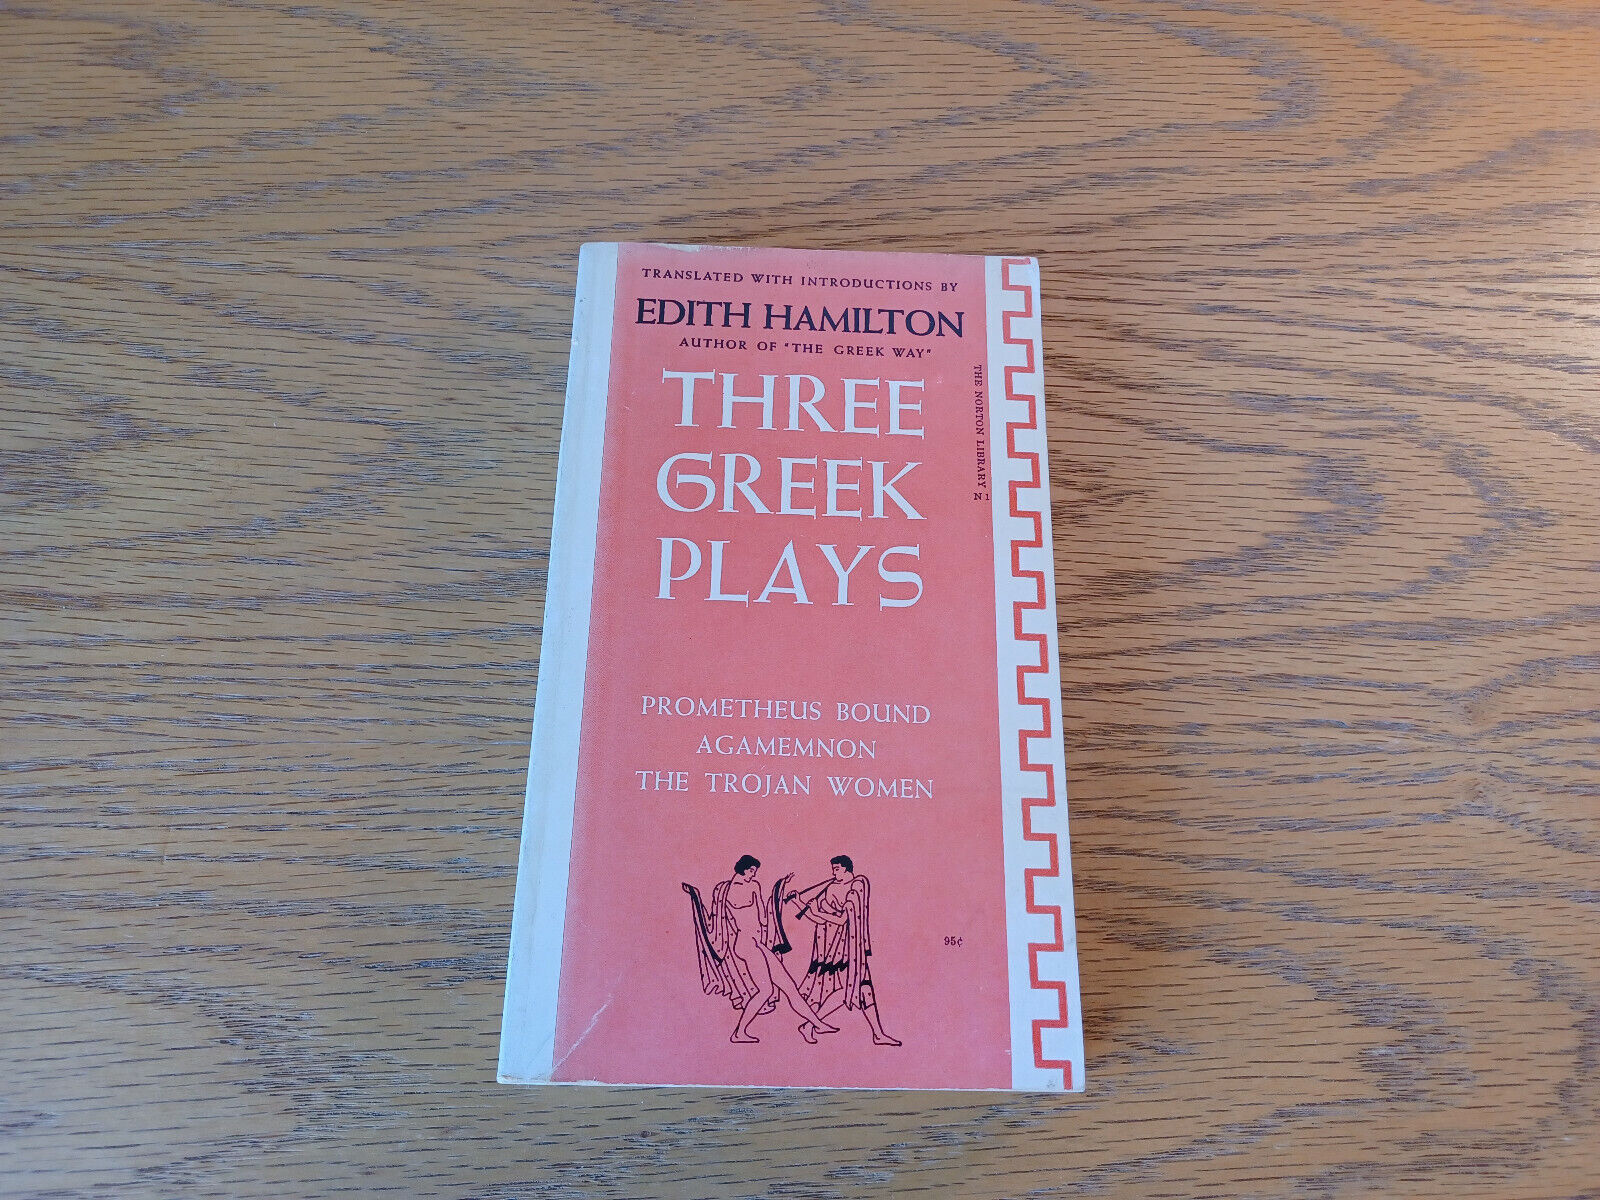 TRANSLATED WITH INTRODUCTIONS BY
EDITH HAMILTON
AUTHOR OF "THE GREEK WAY"
THREE
GREEK
PLAYS
THE NORTON LIBRARY N1
PROMETHEUS BOUND
AGAMEMNON
THE TROJAN WOMEN
95¢